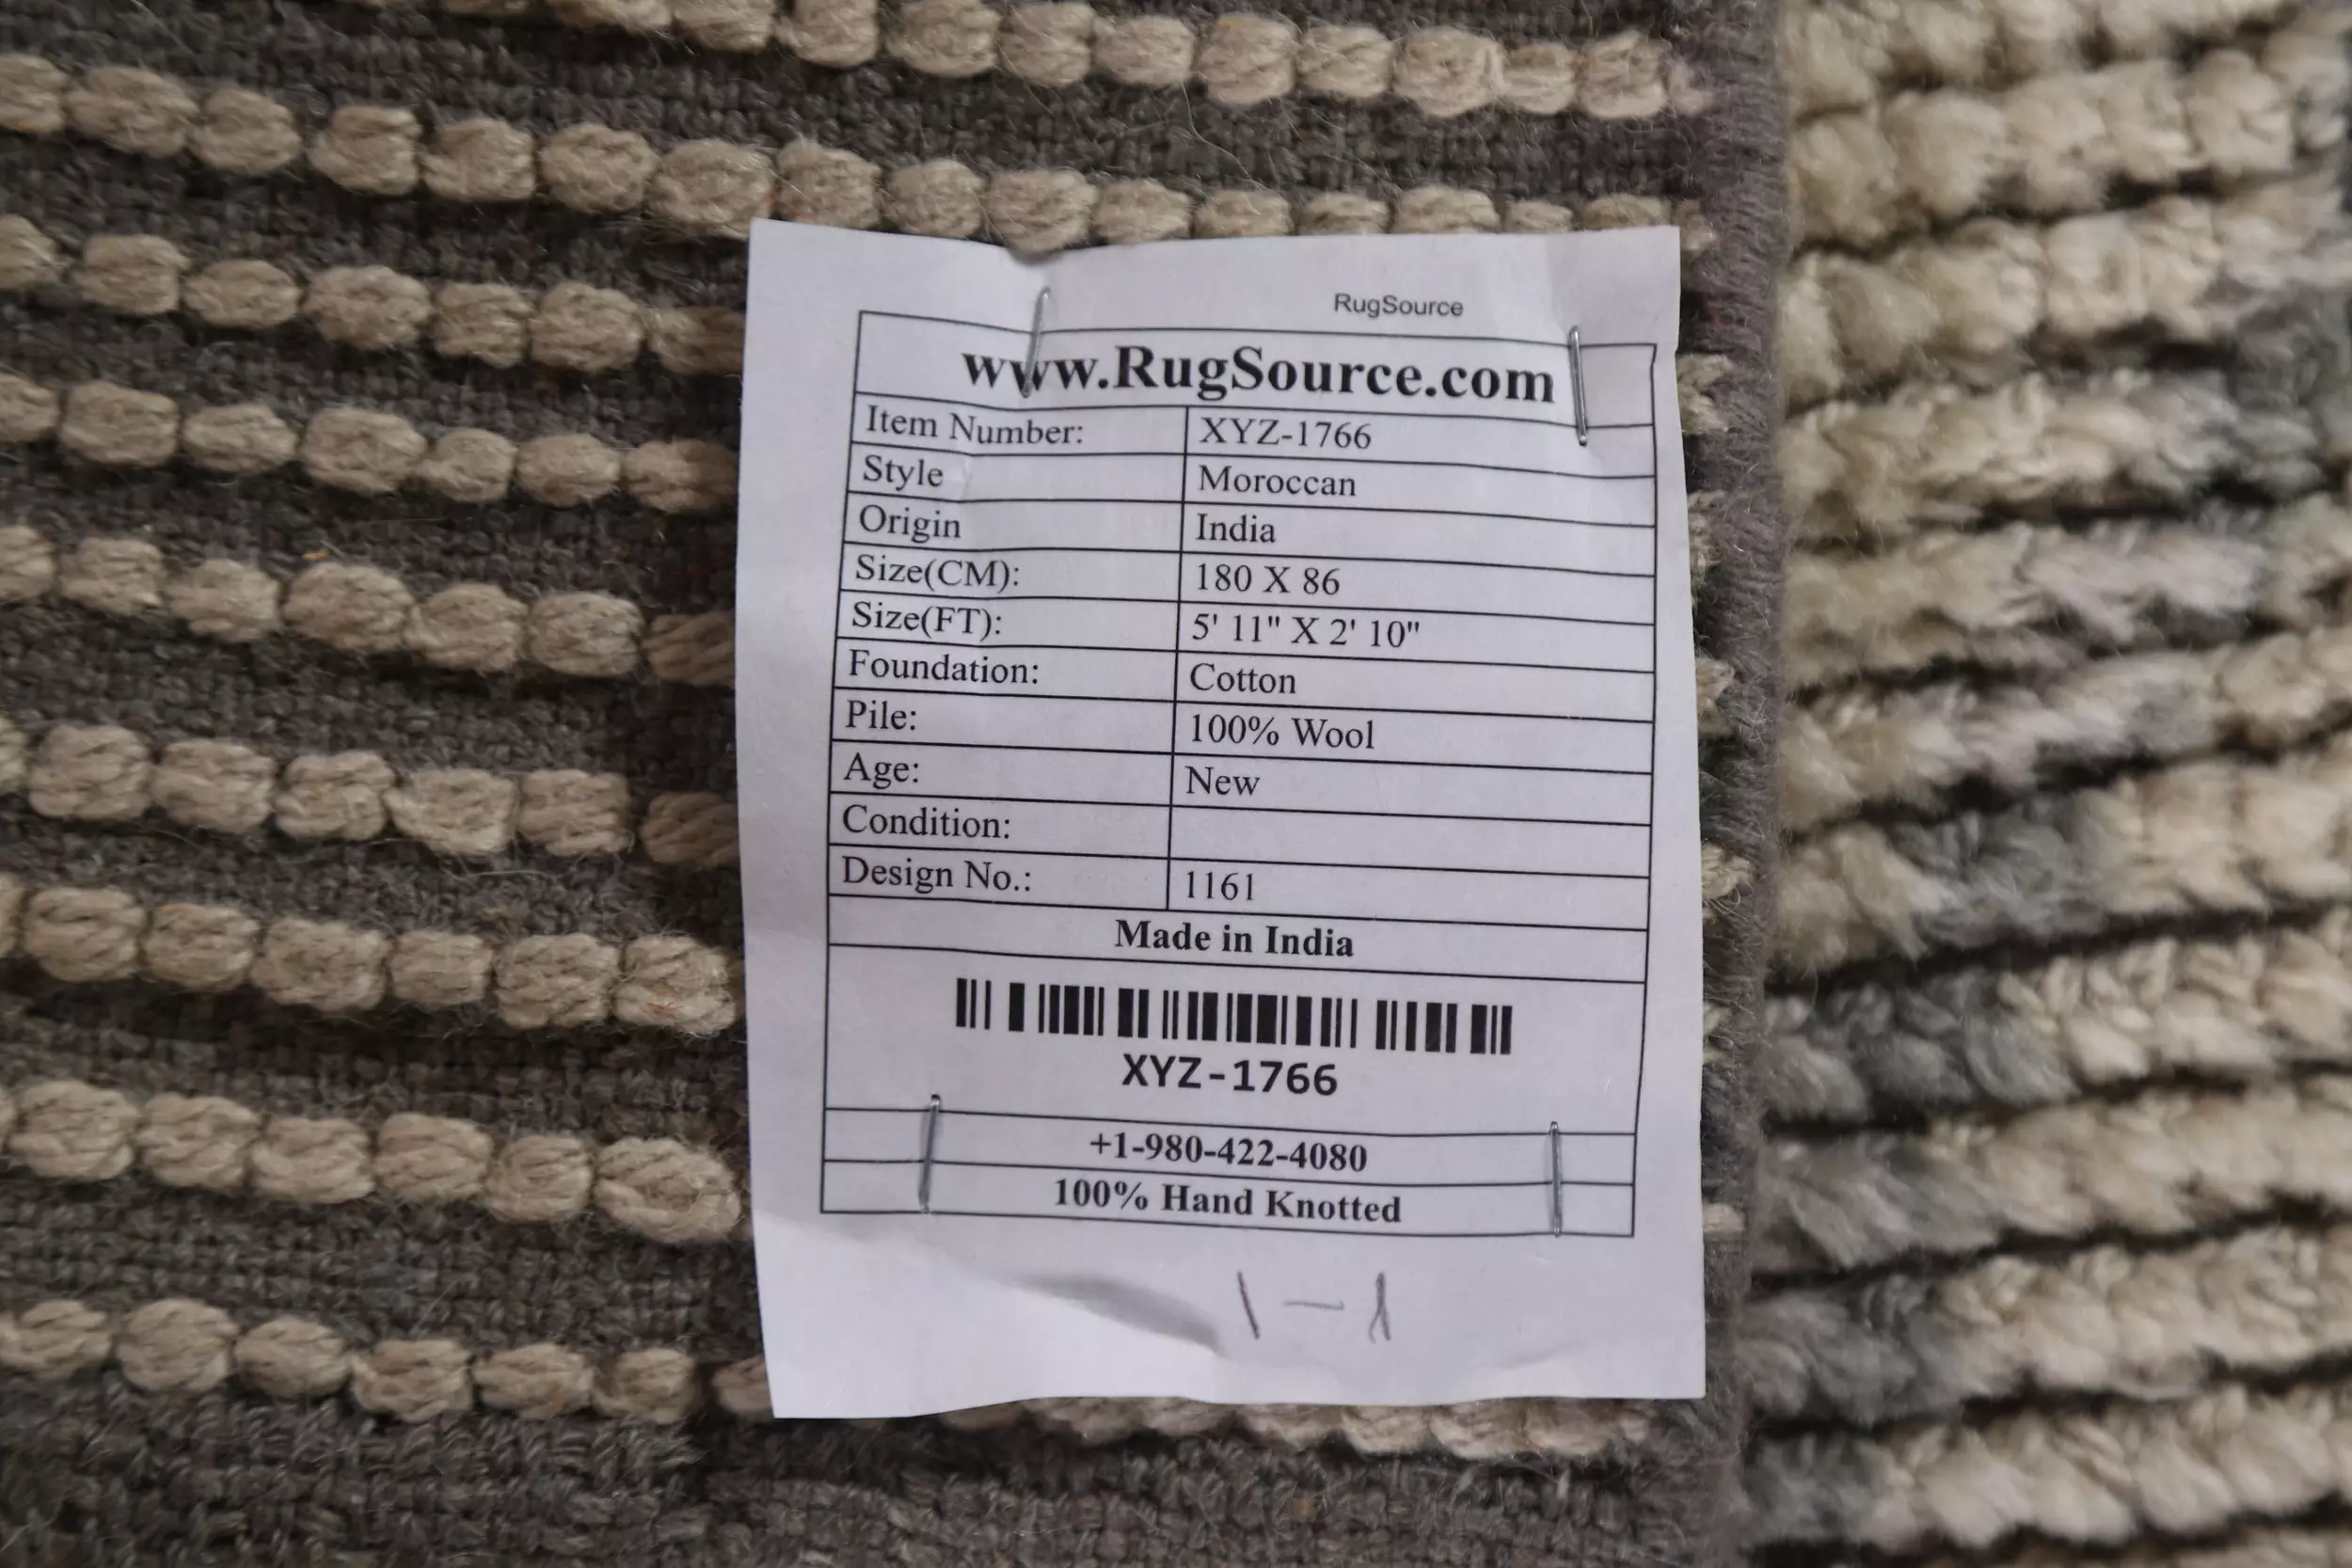 RugSource
www.RugSource.com
Item Number: XYZ-1766
Style Moroccan
Origin India
Size(CM): 180 X 86
Size(FT): 5' 11" X 2' 10"
Foundation: Cotton
Pile: 100% Wool
Age: New
Condition:
Design No.: 1161
Made in India
XYZ-1766
+1-980-422-4080
100% Hand Knotted
1-1